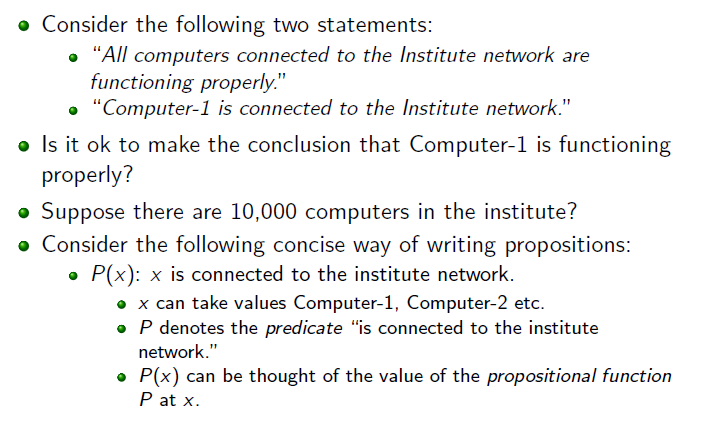 Consider the following two statements:
“All computers connected to the Institute network are
functioning properly.”
“Computer-1 is connected to the Institute network.”
Is it ok to make the conclusion that Computer-1 is functioning
properly?
Suppose there are 10,000 computers in the institute?
Consider the following concise way of writing propositions:
P(x): x is connected to the institute network.
x can take values Computer-1, Computer-2 etc.
P denotes the predicate “is connected to the institute
network.”
P(x) can be thought of the value of the propositional function
P at x.